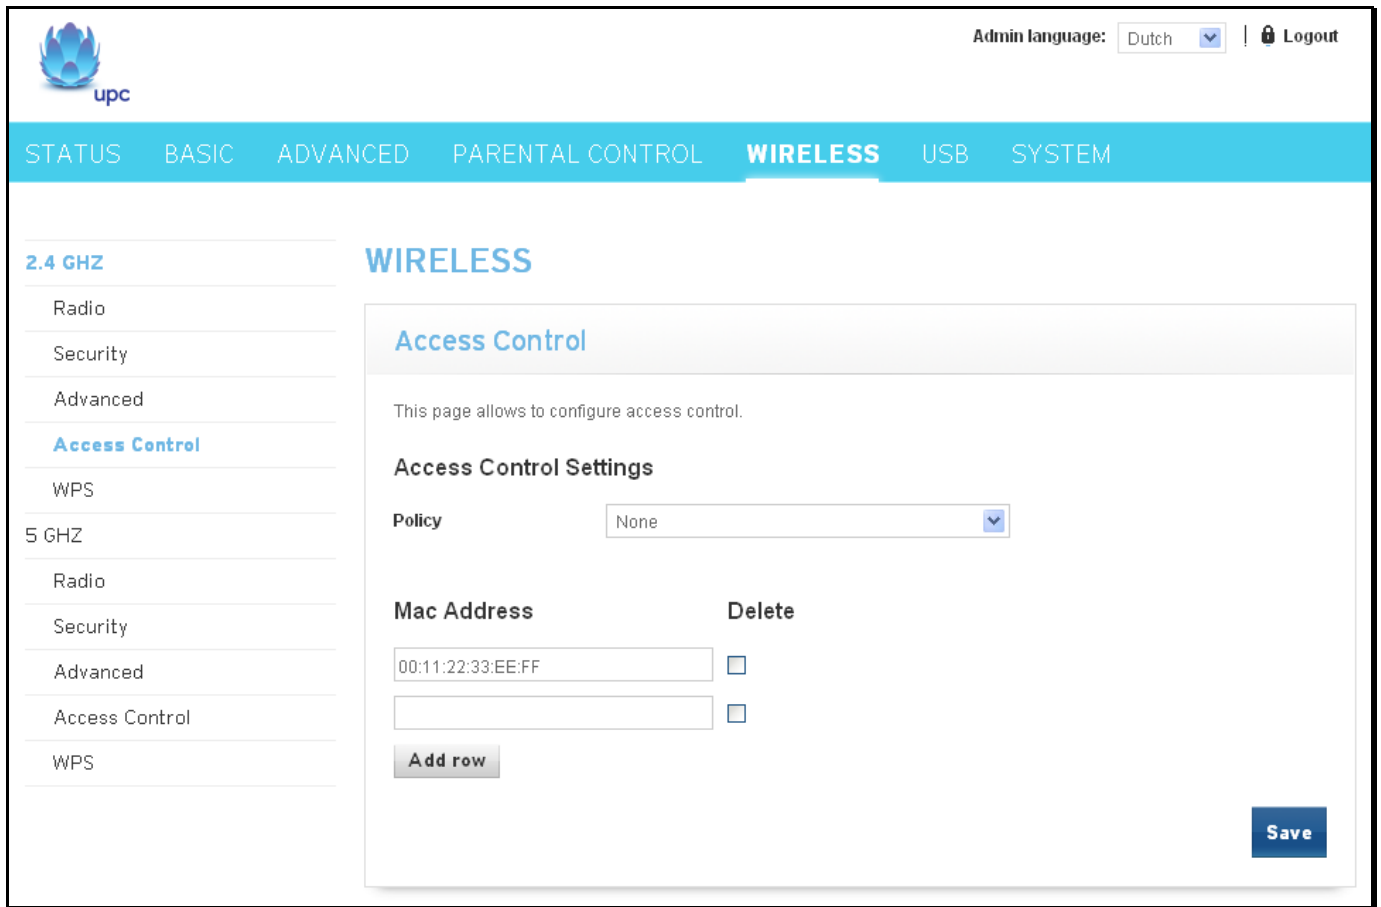 upc
Admin language: Dutch | Logout
STATUS BASIC ADVANCED PARENTAL CONTROL WIRELESS USB SYSTEM
2.4 GHZ
Radio
Security
Advanced
Access Control
WPS
5 GHZ
Radio
Security
Advanced
Access Control
WPS
WIRELESS
Access Control
This page allows to configure access control.
Access Control Settings
Policy None
Mac Address Delete
00:11:22:33:EE:FF
Add row
Save